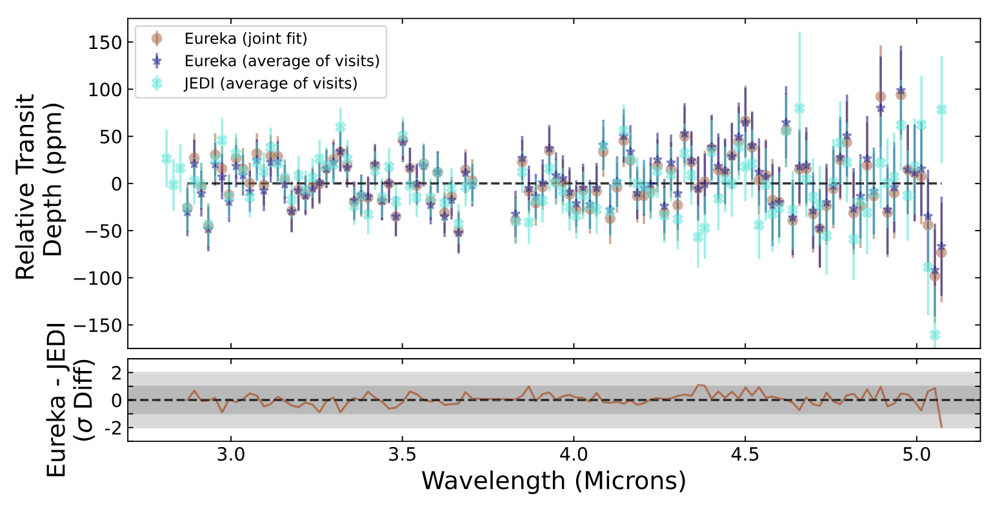 Eureka (joint fit)
Eureka (average of visits)
JEDI (average of visits)
Relative Transit
Depth (ppm)
150
100
50
0
−50
−100
−150
Eureka - JEDI
(σ Diff)
2
0
-2
3.0 3.5 4.0 4.5 5.0
Wavelength (Microns)